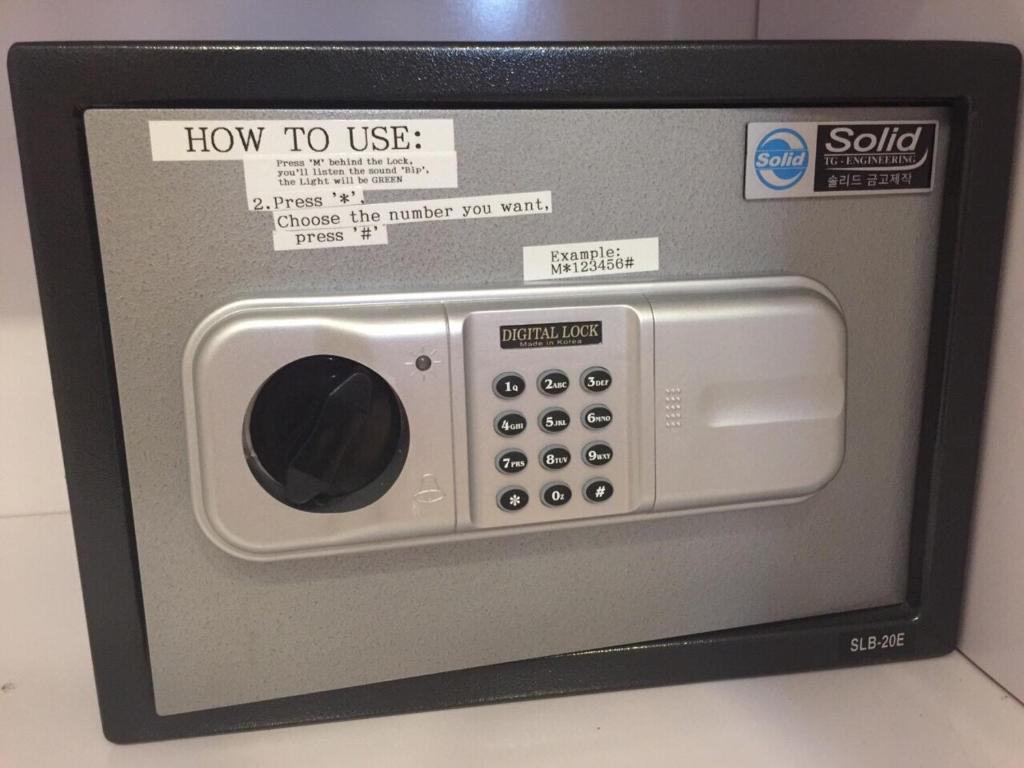 HOW TO USE:
Press 'M' behind the Lock,
you'll listen the sound 'Bip',
the Light will be GREEN
2.Press '*',
Choose the number you want,
press '#'
Example:
M*123456#
Solid
Solid
TG - ENGINEERING
솔리드 금고제작
DIGITAL LOCK
Made in Korea
1Q 2ABC 3DEF
4GHI 5JKL 6MNO
7PRS 8TUV 9WXY
* 0Z #
SLB-20E